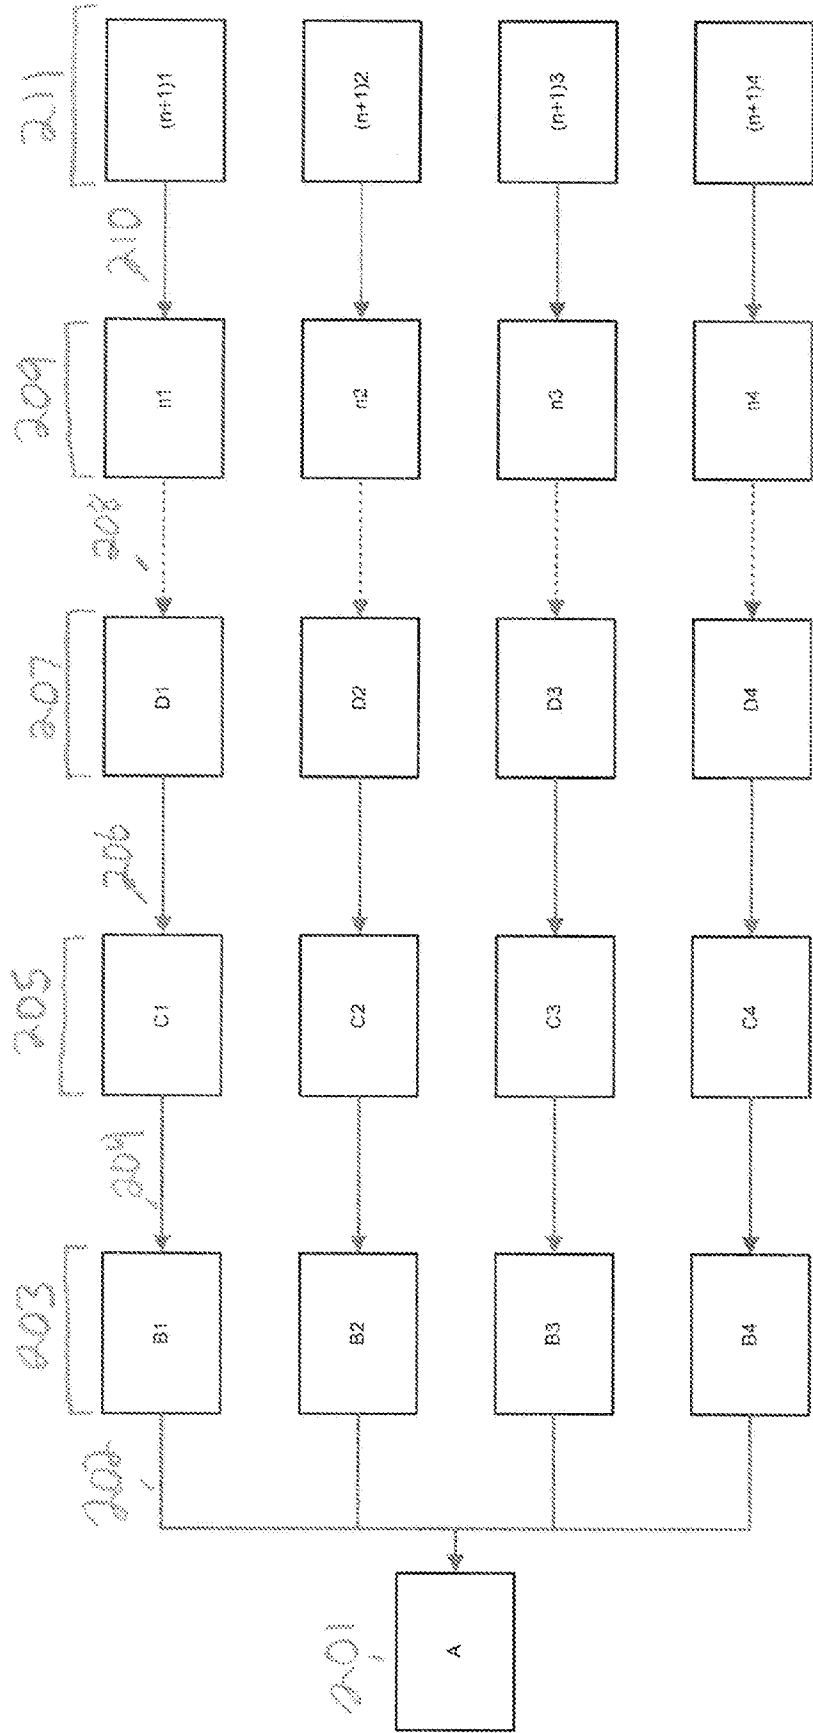 201
202
203
204
205
206
207
208
209
210
211
A
B1
C1
D1
n1
(n+1)1
B2
C2
D2
n2
(n+1)2
B3
C3
D3
n3
(n+1)3
B4
C4
D4
n4
(n+1)4